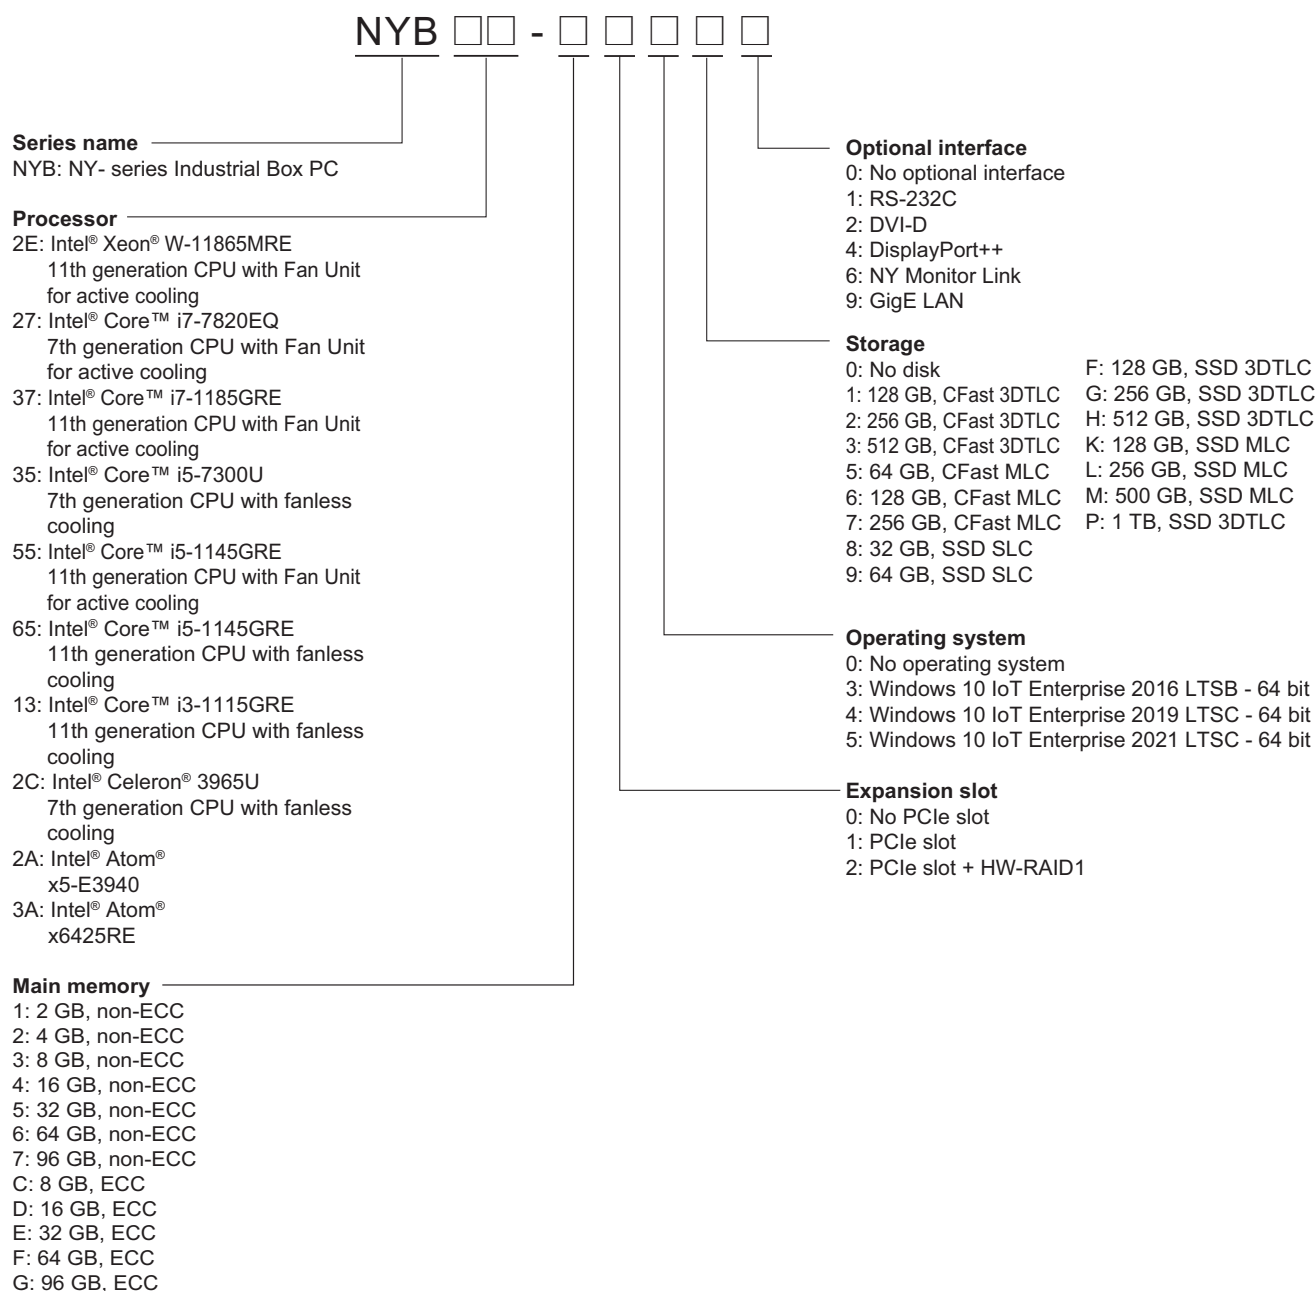 NYB □□ - □ □ □ □ □
Series name
NYB: NY- series Industrial Box PC
Processor
2E: Intel® Xeon® W-11865MRE
11th generation CPU with Fan Unit
for active cooling
27: Intel® Core™ i7-7820EQ
7th generation CPU with Fan Unit
for active cooling
37: Intel® Core™ i7-1185GRE
11th generation CPU with Fan Unit
for active cooling
35: Intel® Core™ i5-7300U
7th generation CPU with fanless
cooling
55: Intel® Core™ i5-1145GRE
11th generation CPU with Fan Unit
for active cooling
65: Intel® Core™ i5-1145GRE
11th generation CPU with fanless
cooling
13: Intel® Core™ i3-1115GRE
11th generation CPU with fanless
cooling
2C: Intel® Celeron® 3965U
7th generation CPU with fanless
cooling
2A: Intel® Atom®
x5-E3940
3A: Intel® Atom®
x6425RE
Main memory
1: 2 GB, non-ECC
2: 4 GB, non-ECC
3: 8 GB, non-ECC
4: 16 GB, non-ECC
5: 32 GB, non-ECC
6: 64 GB, non-ECC
7: 96 GB, non-ECC
C: 8 GB, ECC
D: 16 GB, ECC
E: 32 GB, ECC
F: 64 GB, ECC
G: 96 GB, ECC
Optional interface
0: No optional interface
1: RS-232C
2: DVI-D
4: DisplayPort++
6: NY Monitor Link
9: GigE LAN
Storage
0: No disk
1: 128 GB, CFast 3DTLC
2: 256 GB, CFast 3DTLC
3: 512 GB, CFast 3DTLC
5: 64 GB, CFast MLC
6: 128 GB, CFast MLC
7: 256 GB, CFast MLC
8: 32 GB, SSD SLC
9: 64 GB, SSD SLC
F: 128 GB, SSD 3DTLC
G: 256 GB, SSD 3DTLC
H: 512 GB, SSD 3DTLC
K: 128 GB, SSD MLC
L: 256 GB, SSD MLC
M: 500 GB, SSD MLC
P: 1 TB, SSD 3DTLC
Operating system
0: No operating system
3: Windows 10 IoT Enterprise 2016 LTSB - 64 bit
4: Windows 10 IoT Enterprise 2019 LTSC - 64 bit
5: Windows 10 IoT Enterprise 2021 LTSC - 64 bit
Expansion slot
0: No PCIe slot
1: PCIe slot
2: PCIe slot + HW-RAID1